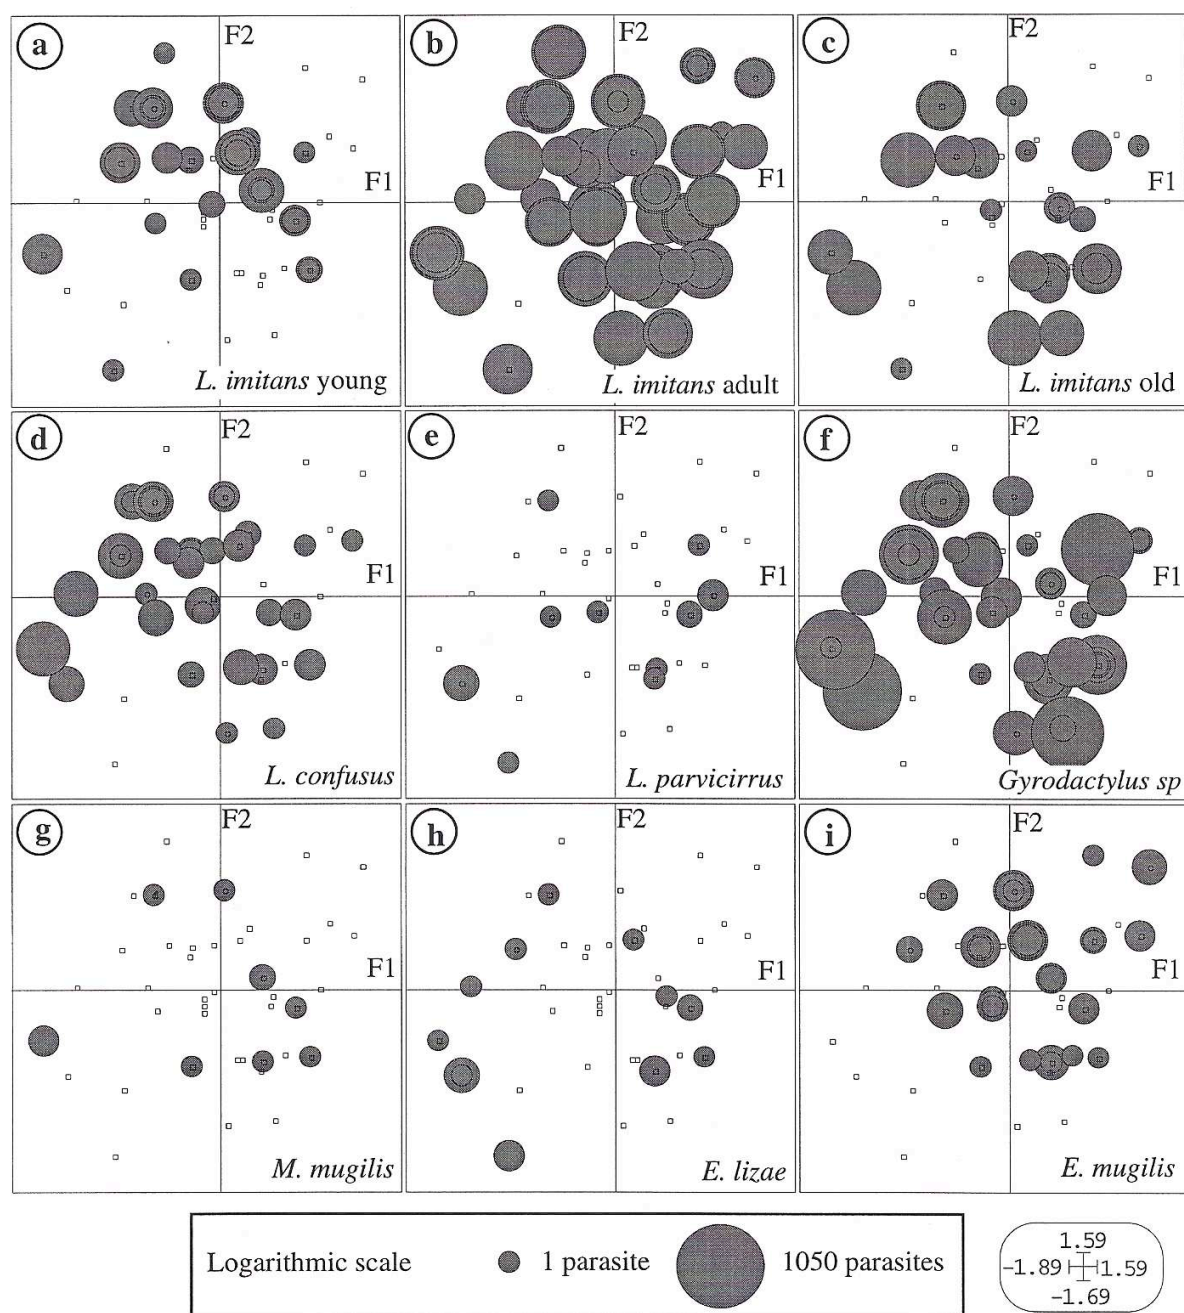 a
F2
F1
L. imitans young
b
F2
F1
L. imitans adult
c
F2
F1
L. imitans old
d
F2
F1
L. confusus
e
F2
F1
L. parvicirrus
f
F2
F1
Gyrodactylus sp
g
F2
F1
M. mugilis
h
F2
F1
E. lizae
i
F2
F1
E. mugilis
Logarithmic scale 1 parasite 1050 parasites
1.59
-1.89 1.59
-1.69